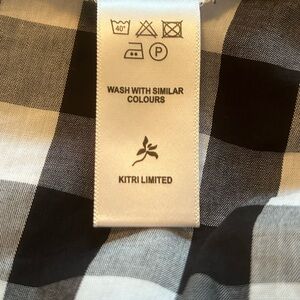 40°
P
WASH WITH SIMILAR
COLOURS
KITRI LIMITED